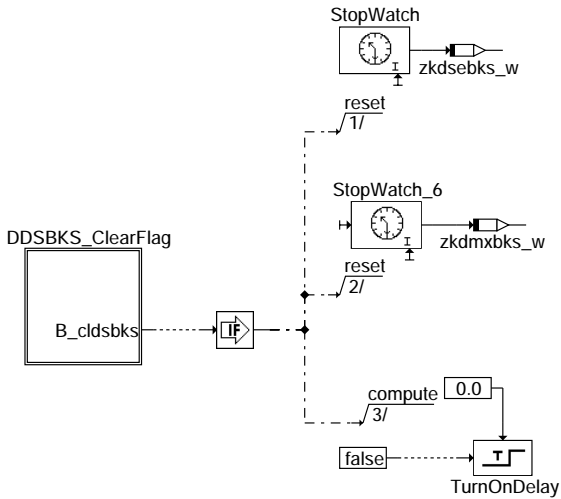 StopWatch
I
zkdsebks_w
reset
1/
StopWatch_6
I
zkdmxbks_w
DDSBKS_ClearFlag
reset
2/
B_cldsbks
IF
compute
3/
0.0
false
T
TurnOnDelay